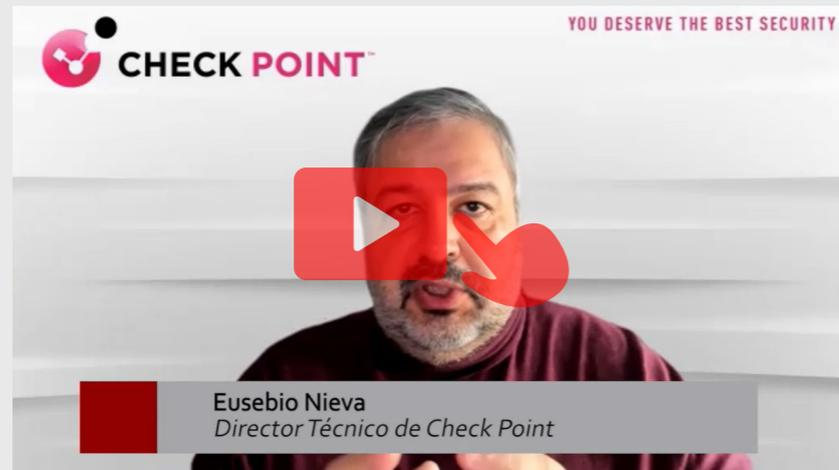 YOU DESERVE THE BEST SECURITY
CHECK POINT™
Eusebio Nieva
Director Técnico de Check Point